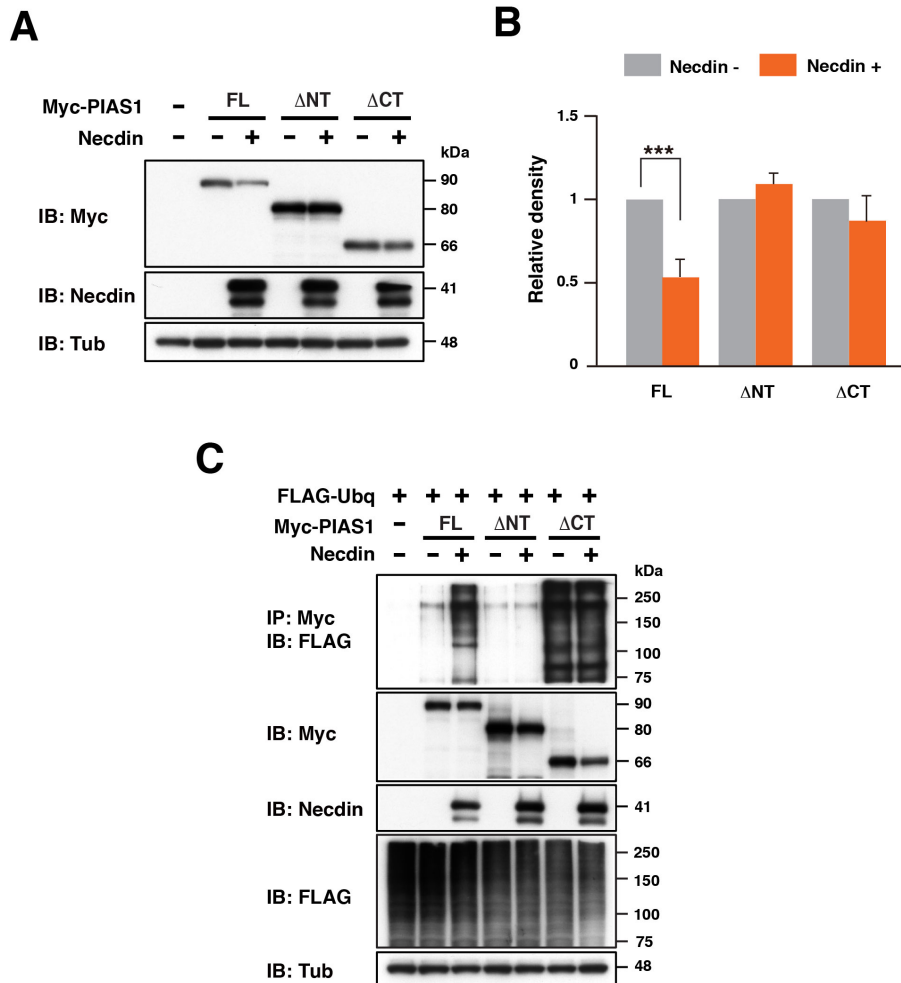 A
Myc-PIAS1 – FL ΔNT ΔCT
Necdin – – + – + – +
kDa
IB: Myc
90
80
66
IB: Necdin
41
IB: Tub
48
B
Necdin - Necdin +
Relative density
1.5
1
0.5
0
***
FL ΔNT ΔCT
C
FLAG-Ubq + + + + + + +
Myc-PIAS1 – FL ΔNT ΔCT
Necdin – – + – + – +
kDa
IP: Myc
IB: FLAG
250
150
100
75
IB: Myc
90
80
66
IB: Necdin
41
IB: FLAG
250
150
100
75
IB: Tub
48